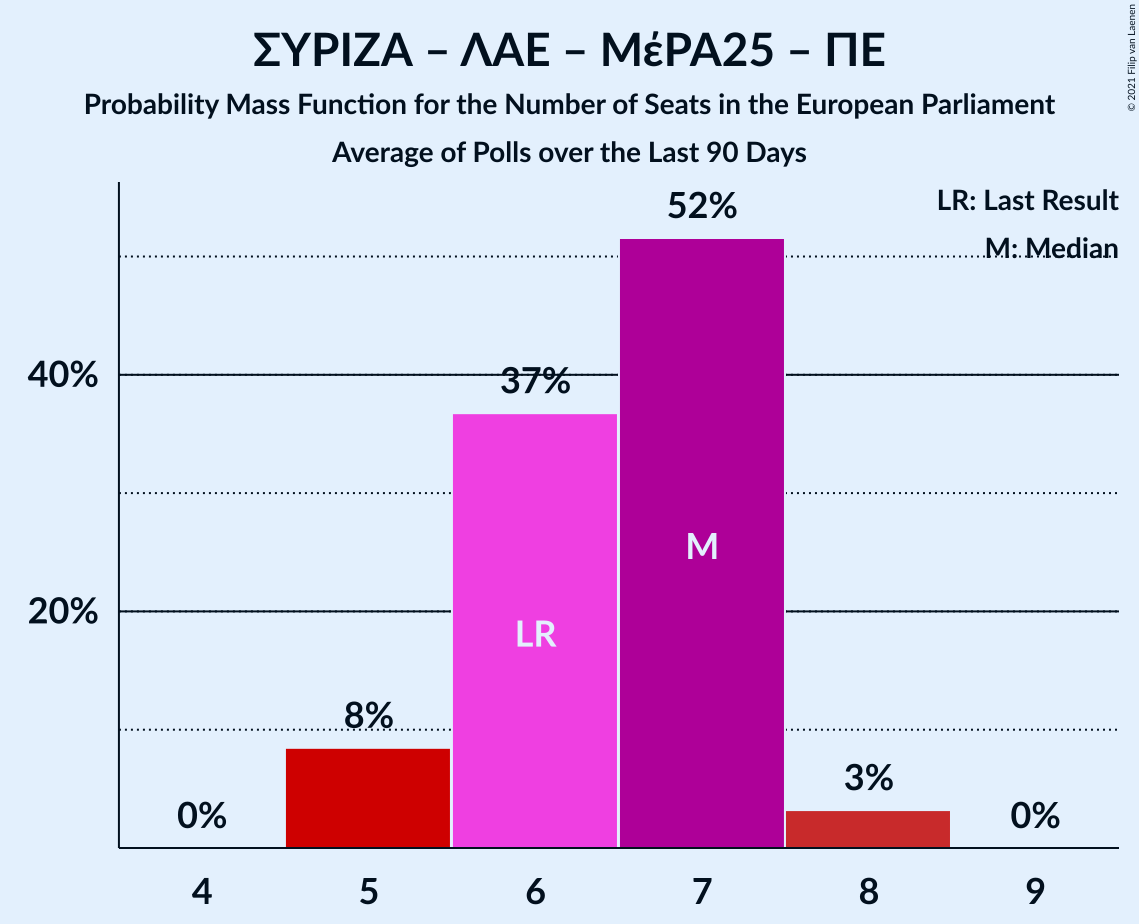 ΣΥΡΙΖΑ – ΛΑΕ – ΜέΡΑ25 – ΠΕ
Probability Mass Function for the Number of Seats in the European Parliament
Average of Polls over the Last 90 Days
© 2021 Filip van Laenen
LR: Last Result
M: Median
52%
40%
37%
M
20%
LR
8%
3%
0%
0%
4 5 6 7 8 9